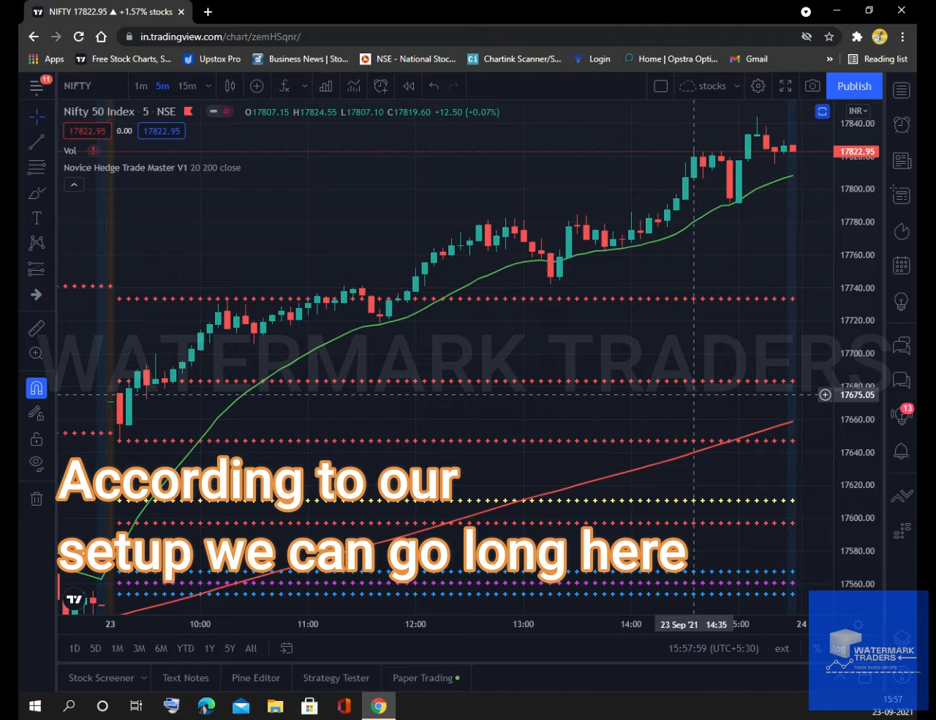 NIFTY 17822.95 ▲ +1.57% stocks
in.tradingview.com/chart/zemHSqnr/
Apps Free Stock Charts, S... Upstox Pro Business News | Sto... NSE - National Stoc... Chartink Scanner/S... Login Home | Opstra Optio... Gmail » Reading list
11
NIFTY 1m 5m 15m stocks Publish
Nifty 50 Index · 5 · NSE O17807.15 H17824.55 L17807.10 C17819.60 +12.50 (+0.07%)
INR
17822.95 0.00 17822.95
Vol
Novice Hedge Trade Master V1 20 200 close
17840.00
17822.95
17800.00
17780.00
17760.00
17740.00
17720.00
17700.00
17675.05
17660.00
17640.00
17620.00
17600.00
17580.00
17560.00
13
WATERMARK TRADERS
According to our
setup we can go long here
23 10:00 11:00 12:00 13:00 14:00 23 Sep '21 14:35 5:00 24
1D 5D 1M 3M 6M YTD 1Y 5Y All 15:57:59 (UTC+5:30) ext
Stock Screener Text Notes Pine Editor Strategy Tester Paper Trading
WATERMARK
TRADERS
15:57
23-09-2021